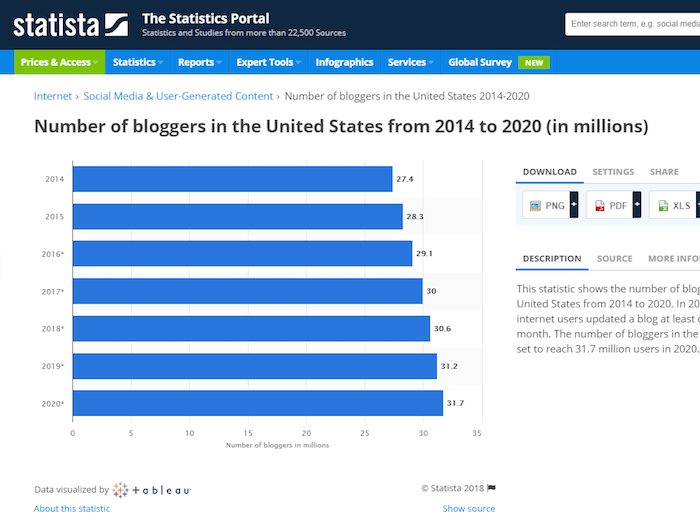 statista
The Statistics Portal
Statistics and Studies from more than 22,500 Sources
Enter search term, e.g. social media
Prices & Access Statistics Reports Expert Tools Infographics Services Global Survey NEW
Internet › Social Media & User-Generated Content › Number of bloggers in the United States 2014-2020
Number of bloggers in the United States from 2014 to 2020 (in millions)
2014 27.4
2015 28.3
2016* 29.1
2017* 30
2018* 30.6
2019* 31.2
2020* 31.7
0 5 10 15 20 25 30 35
Number of bloggers in millions
DOWNLOAD SETTINGS SHARE
PNG + PDF + XLS +
DESCRIPTION SOURCE MORE INFO
This statistic shows the number of blog
United States from 2014 to 2020. In 20
internet users updated a blog at least
month. The number of bloggers in the
set to reach 31.7 million users in 2020.
Data visualized by +ableau
© Statista 2018
About this statistic
Show source